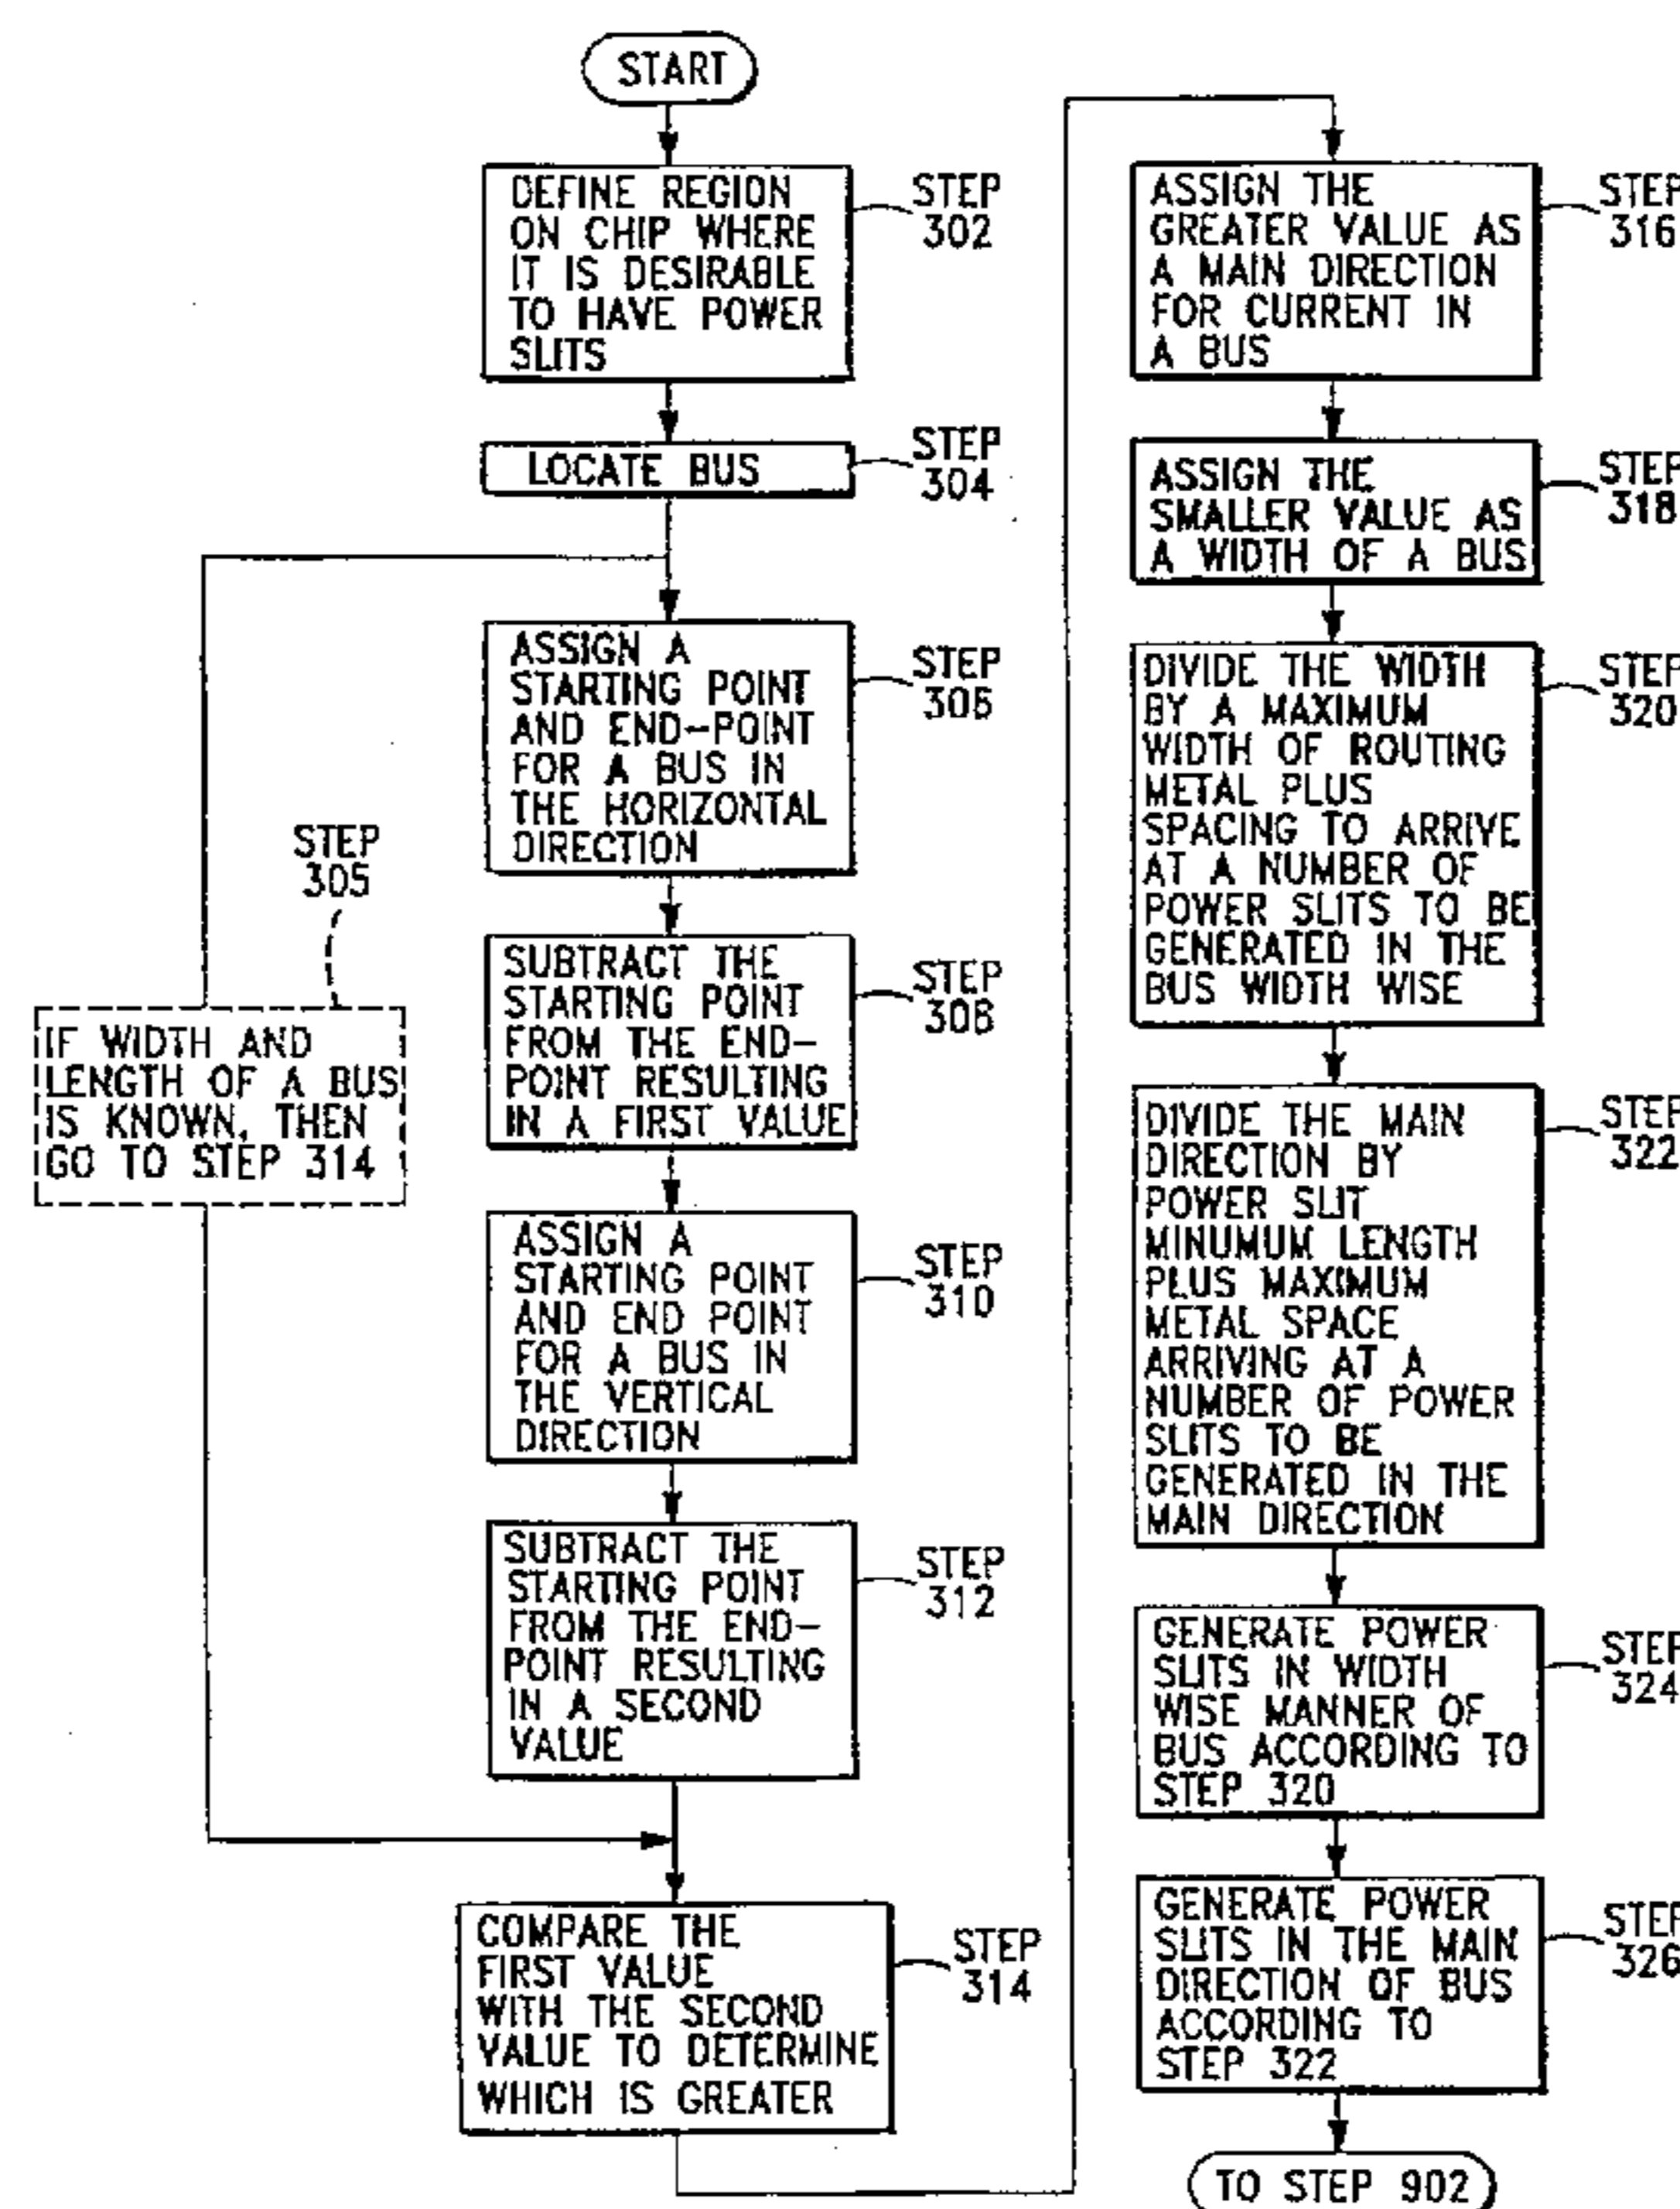 START
DEFINE REGION
ON CHIP WHERE
IT IS DESIRABLE
TO HAVE POWER
SLITS
STEP
302
LOCATE BUS
STEP
304
ASSIGN A
STARTING POINT
AND END-POINT
FOR A BUS IN
THE HORIZONTAL
DIRECTION
STEP
306
STEP
305
IF WIDTH AND
LENGTH OF A BUS
IS KNOWN, THEN
GO TO STEP 314
SUBTRACT THE
STARTING POINT
FROM THE END-
POINT RESULTING
IN A FIRST VALUE
STEP
308
ASSIGN A
STARTING POINT
AND END POINT
FOR A BUS IN
THE VERTICAL
DIRECTION
STEP
310
SUBTRACT THE
STARTING POINT
FROM THE END-
POINT RESULTING
IN A SECOND
VALUE
STEP
312
COMPARE THE
FIRST VALUE
WITH THE SECOND
VALUE TO DETERMINE
WHICH IS GREATER
STEP
314
ASSIGN THE
GREATER VALUE AS
A MAIN DIRECTION
FOR CURRENT IN
A BUS
STEP
316
ASSIGN THE
SMALLER VALUE AS
A WIDTH OF A BUS
STEP
318
DIVIDE THE WIDTH
BY A MAXIMUM
WIDTH OF ROUTING
METAL PLUS
SPACING TO ARRIVE
AT A NUMBER OF
POWER SLITS TO BE
GENERATED IN THE
BUS WIDTH WISE
STEP
320
DIVIDE THE MAIN
DIRECTION BY
POWER SLIT
MINUMUM LENGTH
PLUS MAXIMUM
METAL SPACE
ARRIVING AT A
NUMBER OF POWER
SLITS TO BE
GENERATED IN THE
MAIN DIRECTION
STEP
322
GENERATE POWER
SLITS IN WIDTH
WISE MANNER OF
BUS ACCORDING TO
STEP 320
STEP
324
GENERATE POWER
SLITS IN THE MAIN
DIRECTION OF BUS
ACCORDING TO
STEP 322
STEP
326
TO STEP 902